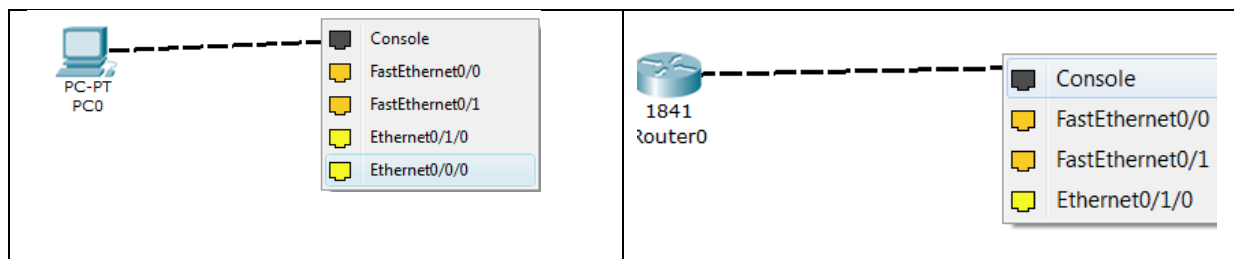 PC-PT
PC0
Console
FastEthernet0/0
FastEthernet0/1
Ethernet0/1/0
Ethernet0/0/0
1841
Router0
Console
FastEthernet0/0
FastEthernet0/1
Ethernet0/1/0